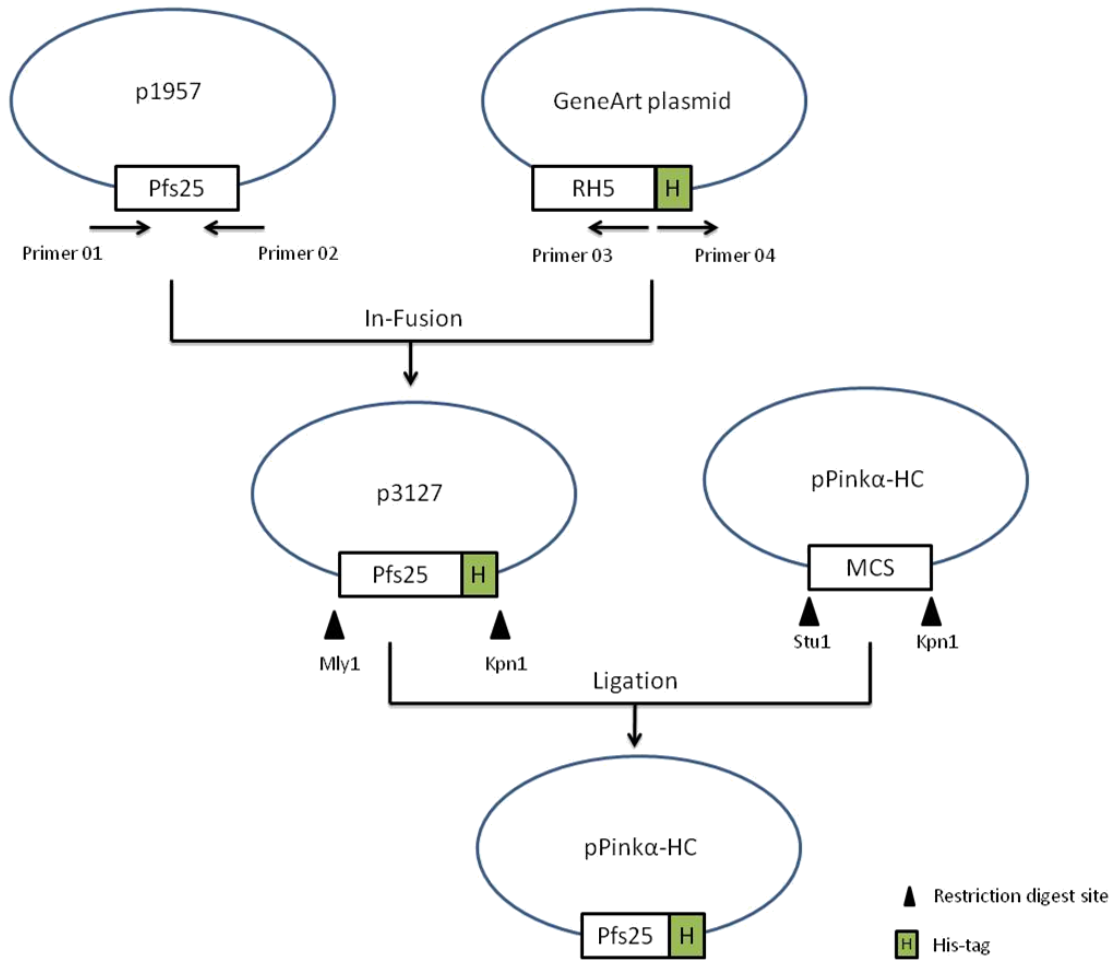 p1957
GeneArt plasmid
Pfs25
RH5
H
Primer 01
Primer 02
Primer 03
Primer 04
In-Fusion
p3127
pPinkα-HC
Pfs25
H
MCS
Mly1
Kpn1
Stu1
Kpn1
Ligation
pPinkα-HC
Pfs25
H
Restriction digest site
H
His-tag